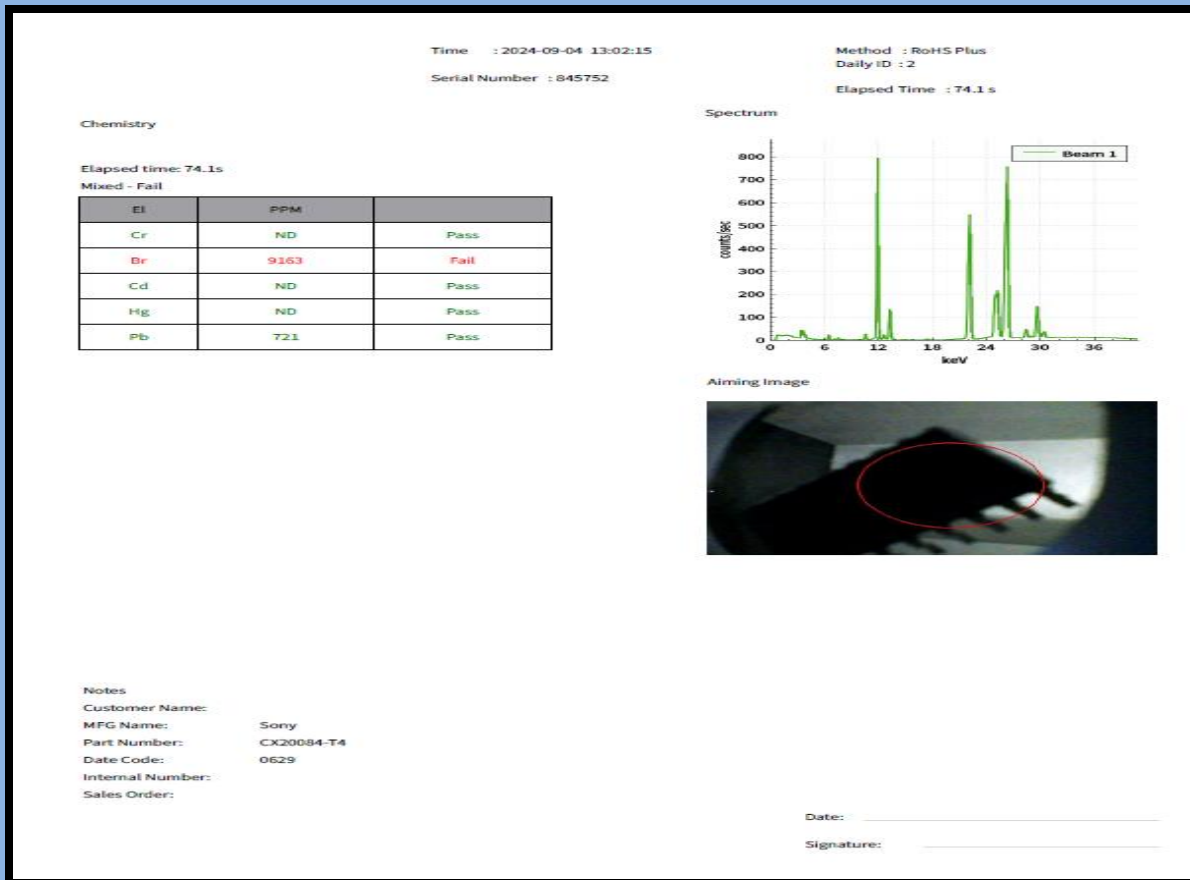 Time : 2024-09-04 13:02:15
Method : RoHS Plus
Daily ID : 2
Serial Number : 845752
Elapsed Time : 74.1 s
Chemistry
Elapsed time: 74.1s
Mixed - Fail
El PPM
Cr ND Pass
Br 9163 Fail
Cd ND Pass
Hg ND Pass
Pb 721 Pass
Spectrum
Beam 1
800
700
600
500
400
300
200
100
0
counts/sec
0 6 12 18 24 30 36
keV
Aiming Image
Notes
Customer Name:
MFG Name: Sony
Part Number: CX20084-T4
Date Code: 0629
Internal Number:
Sales Order:
Date:
Signature: